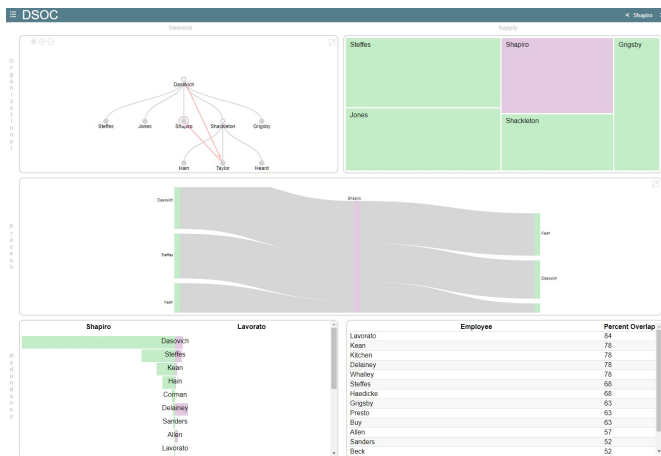 DSOC
Shapiro
Demand
Supply
Organizational
Dasovich
Steffes
Jones
Shapiro
Shackleton
Grigsby
Hain
Taylor
Heard
Steffes
Shapiro
Grigsby
Jones
Shackleton
Process
Shapiro
Dasovich
Steffes
Kean
Kean
Dasovich
Redundancy
Shapiro Lavorato
Dasovich
Steffes
Kean
Hain
Corman
Delainey
Sanders
Allen
Lavorato
Employee Percent Overlap
Lavorato 84
Kean 78
Kitchen 78
Delainey 78
Whalley 78
Steffes 68
Haedicke 68
Grigsby 63
Presto 63
Buy 63
Allen 57
Sanders 52
Beck 52